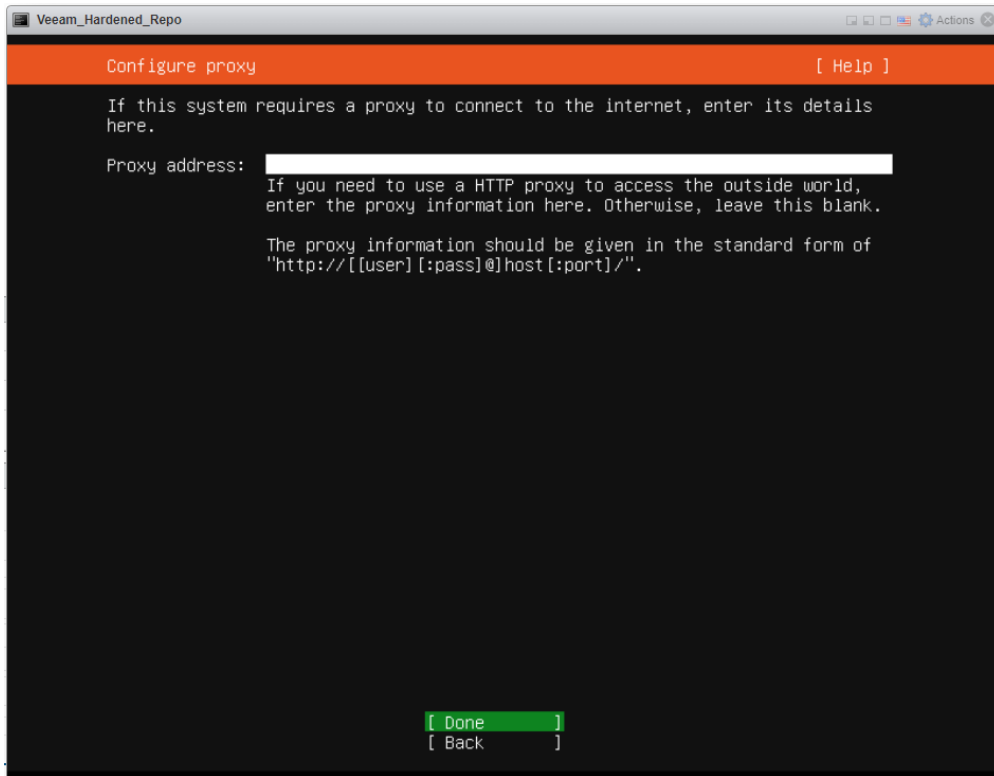 Veeam_Hardened_Repo Actions
Configure proxy [ Help ]
If this system requires a proxy to connect to the internet, enter its details
here.
Proxy address:
If you need to use a HTTP proxy to access the outside world,
enter the proxy information here. Otherwise, leave this blank.
The proxy information should be given in the standard form of
"http://[[user][:pass]@]host[:port]/".
[ Done ]
[ Back ]